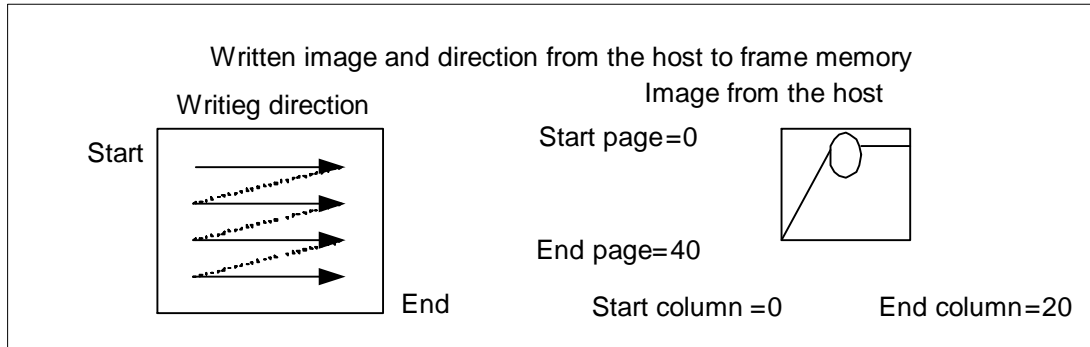 Written image and direction from the host to frame memory
Writieg direction
Image from the host
Start
Start page=0
End page=40
End
Start column =0
End column=20